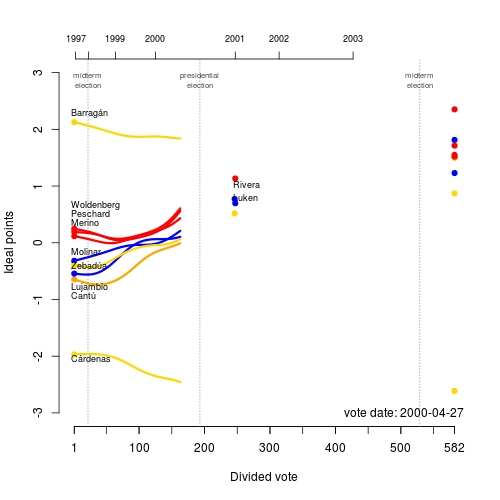 1997 1999 2000 2001 2002 2003
midterm
election
presidential
election
midterm
election
Barragán
Rivera
Luken
Woldenberg
Peschard
Merino
Molinar
Zebadúa
Lujambio
Cantú
Cárdenas
3
2
1
0
-1
-2
-3
Ideal points
vote date: 2000-04-27
1 100 200 300 400 500 582
Divided vote